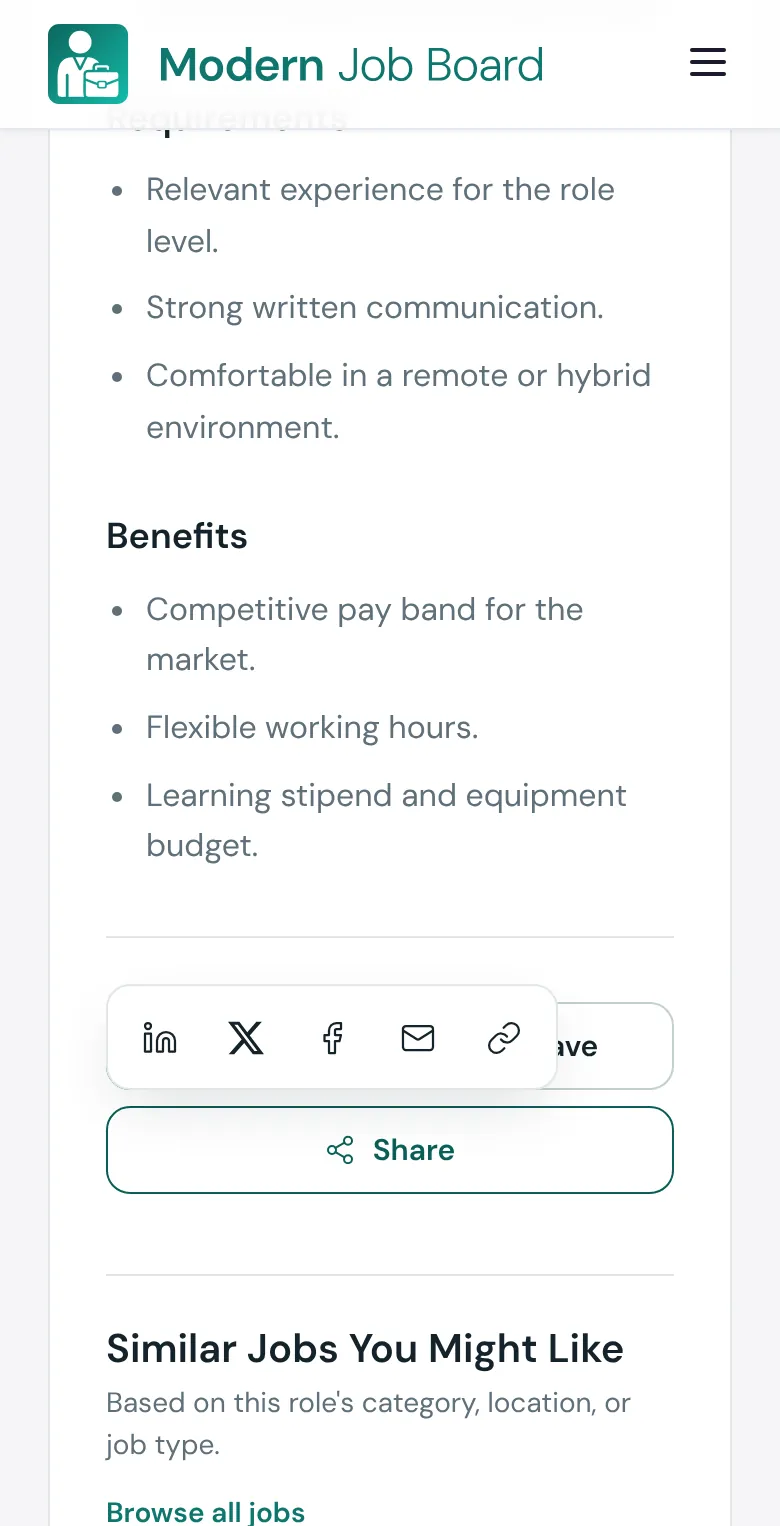 Modern Job Board
Requirements
Relevant experience for the role
level.
Strong written communication.
Comfortable in a remote or hybrid
environment.
Benefits
Competitive pay band for the
market.
Flexible working hours.
Learning stipend and equipment
budget.
ave
Share
Similar Jobs You Might Like
Based on this role's category, location, or
job type.
Browse all jobs